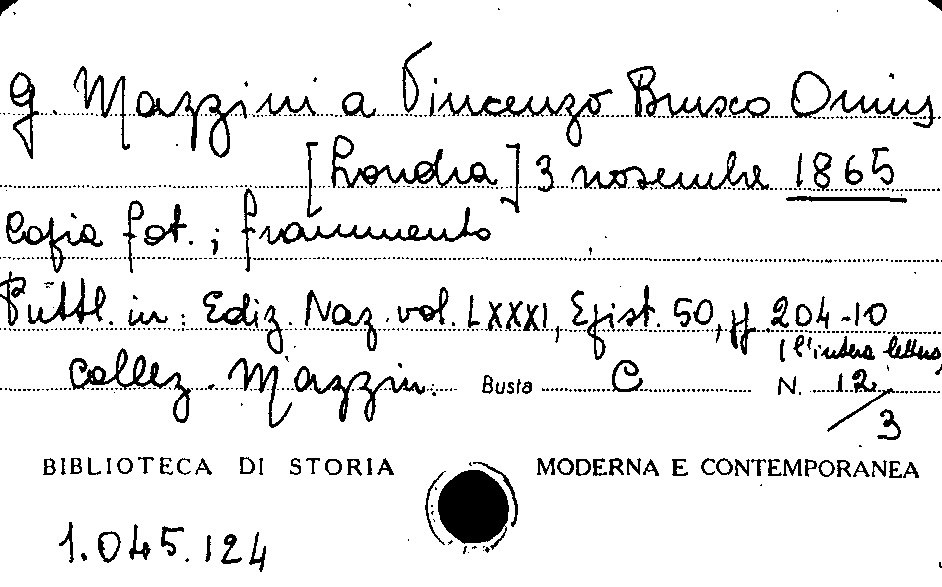 G. Mazzini a Vincenzo Brusco Onnis
[Londra] 3 novembre 1865
Copia fot.; frammento
Pubbl. in: Ediz. Naz. vol. LXXXI, Epist. 50, pp. 204-10
(l'intera lettera)
Collez. Mazzin. Busta C N. 12/3
BIBLIOTECA DI STORIA MODERNA E CONTEMPORANEA
1.045.124